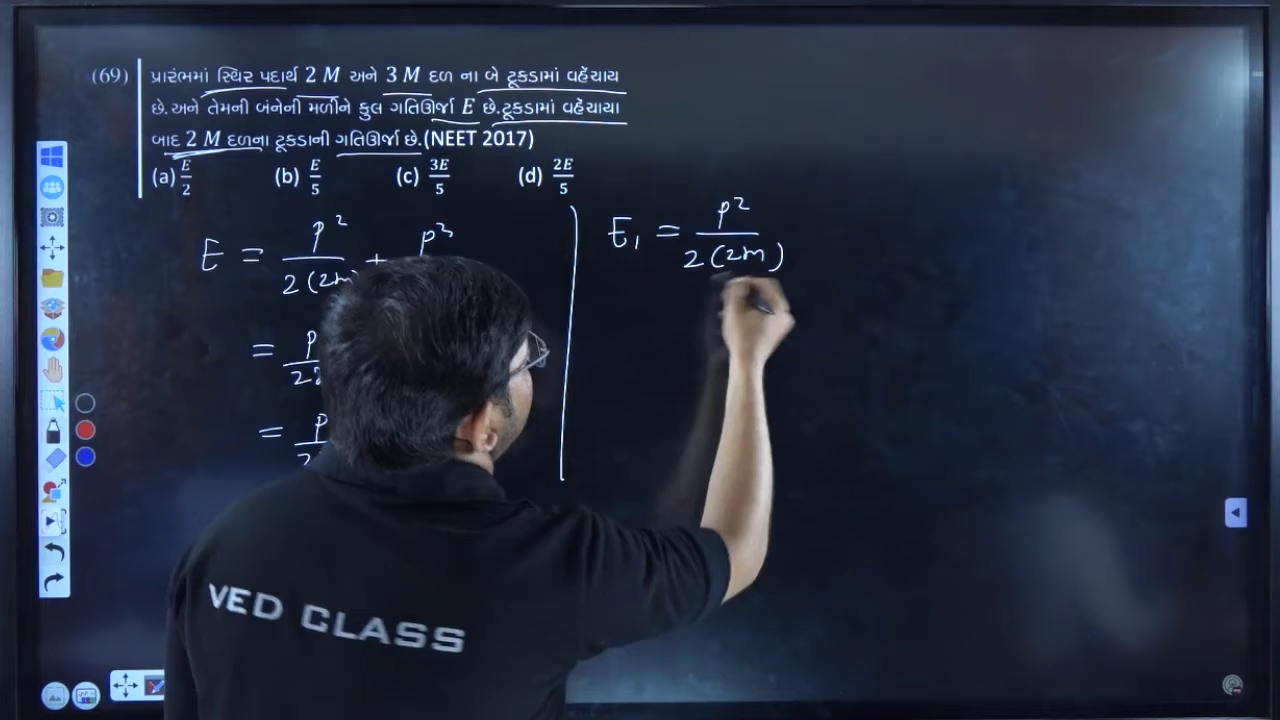 (69) પ્રારંભમાં સ્થિર પદાર્થ 2 M અને 3 M દળ ના બે ટૂકડામાં વહેંચાય
છે.અને તેમની બંનેની મળીને કુલ ગતિઊર્જા E છે.ટૂકડામાં વહેંચાયા
બાદ 2 M દળના ટૂકડાની ગતિઊર્જા છે.(NEET 2017)
(a) E/2 (b) E/5 (c) 3E/5 (d) 2E/5
E = p²/2(2m +
=
=
E₁ = p²/2(2m)
VED CLASS